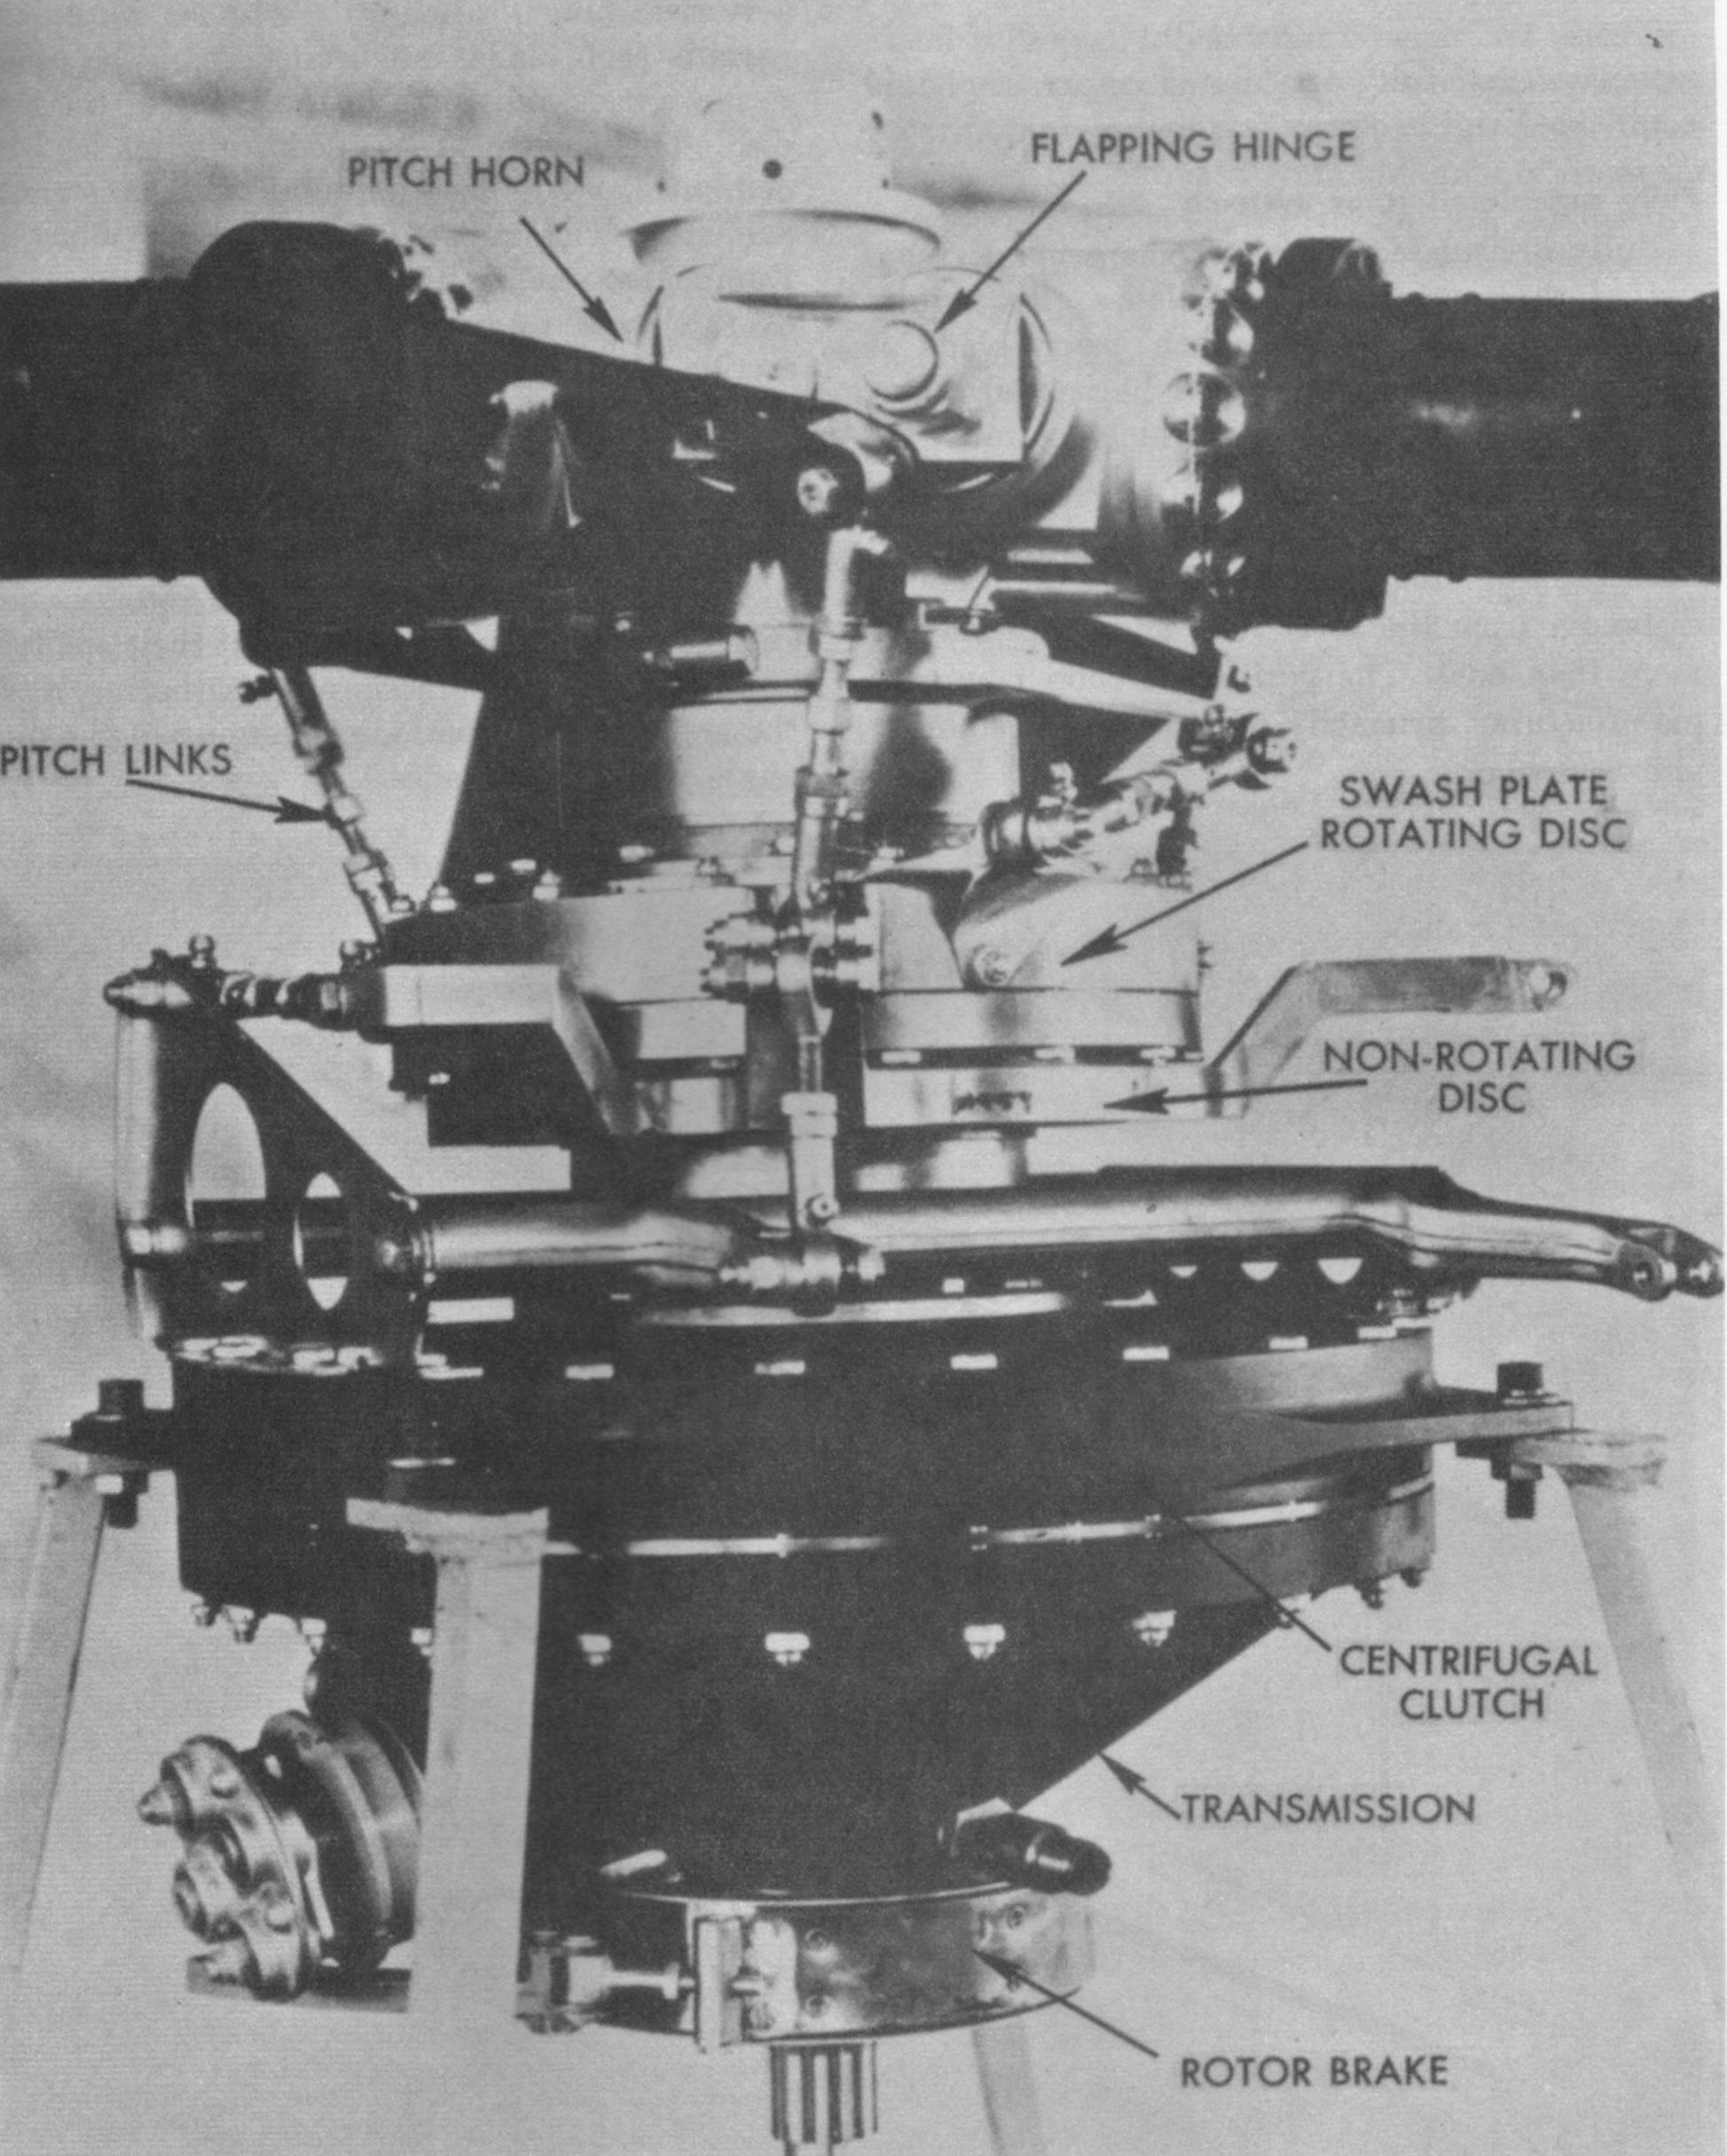 FLAPPING HINGE
PITCH HORN
PITCH LINKS
SWASH PLATE
ROTATING DISC
NON-ROTATING
DISC
CENTRIFUGAL
CLUTCH
TRANSMISSION
ROTOR BRAKE